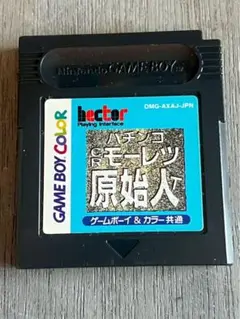 Nintendo GAME BOY
DMG-AXAJ-JPN
hector
Playing Interface
GAME BOY COLOR
パチンコ
CRモーレツ
原始人T
ゲームボーイ & カラー 共通